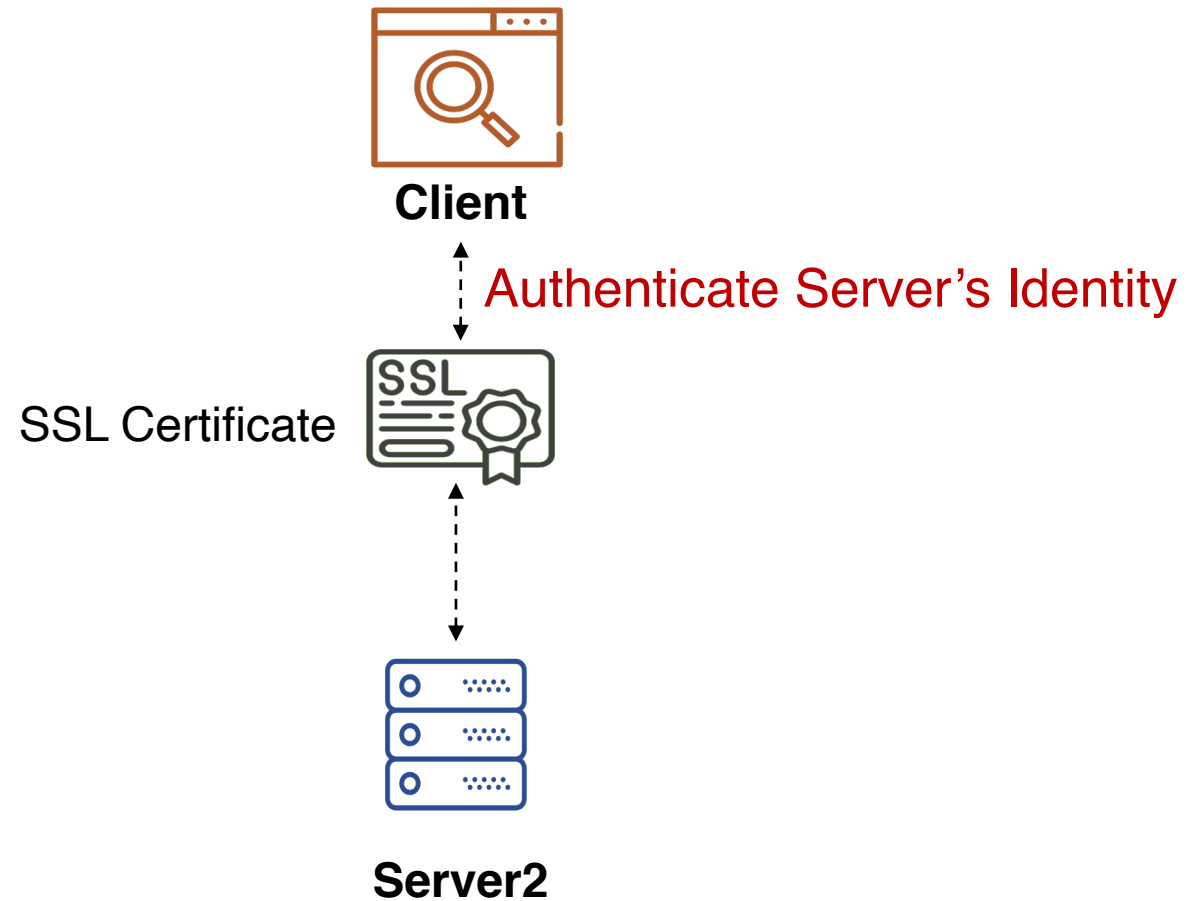 Client
Authenticate Server’s Identity
SSL
SSL Certificate
Server2